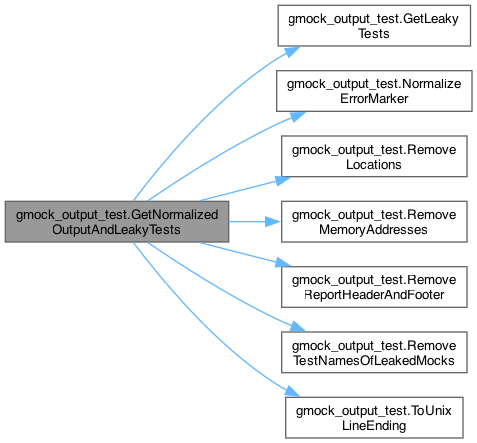 gmock_output_test.GetLeaky
Tests
gmock_output_test.Normalize
ErrorMarker
gmock_output_test.Remove
Locations
gmock_output_test.GetNormalized
OutputAndLeakyTests
gmock_output_test.Remove
MemoryAddresses
gmock_output_test.Remove
ReportHeaderAndFooter
gmock_output_test.Remove
TestNamesOfLeakedMocks
gmock_output_test.ToUnix
LineEnding